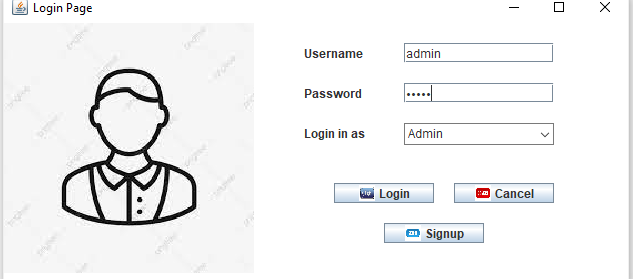 Login Page
Username admin
Password •••••
Login in as Admin
Login Cancel
Signup